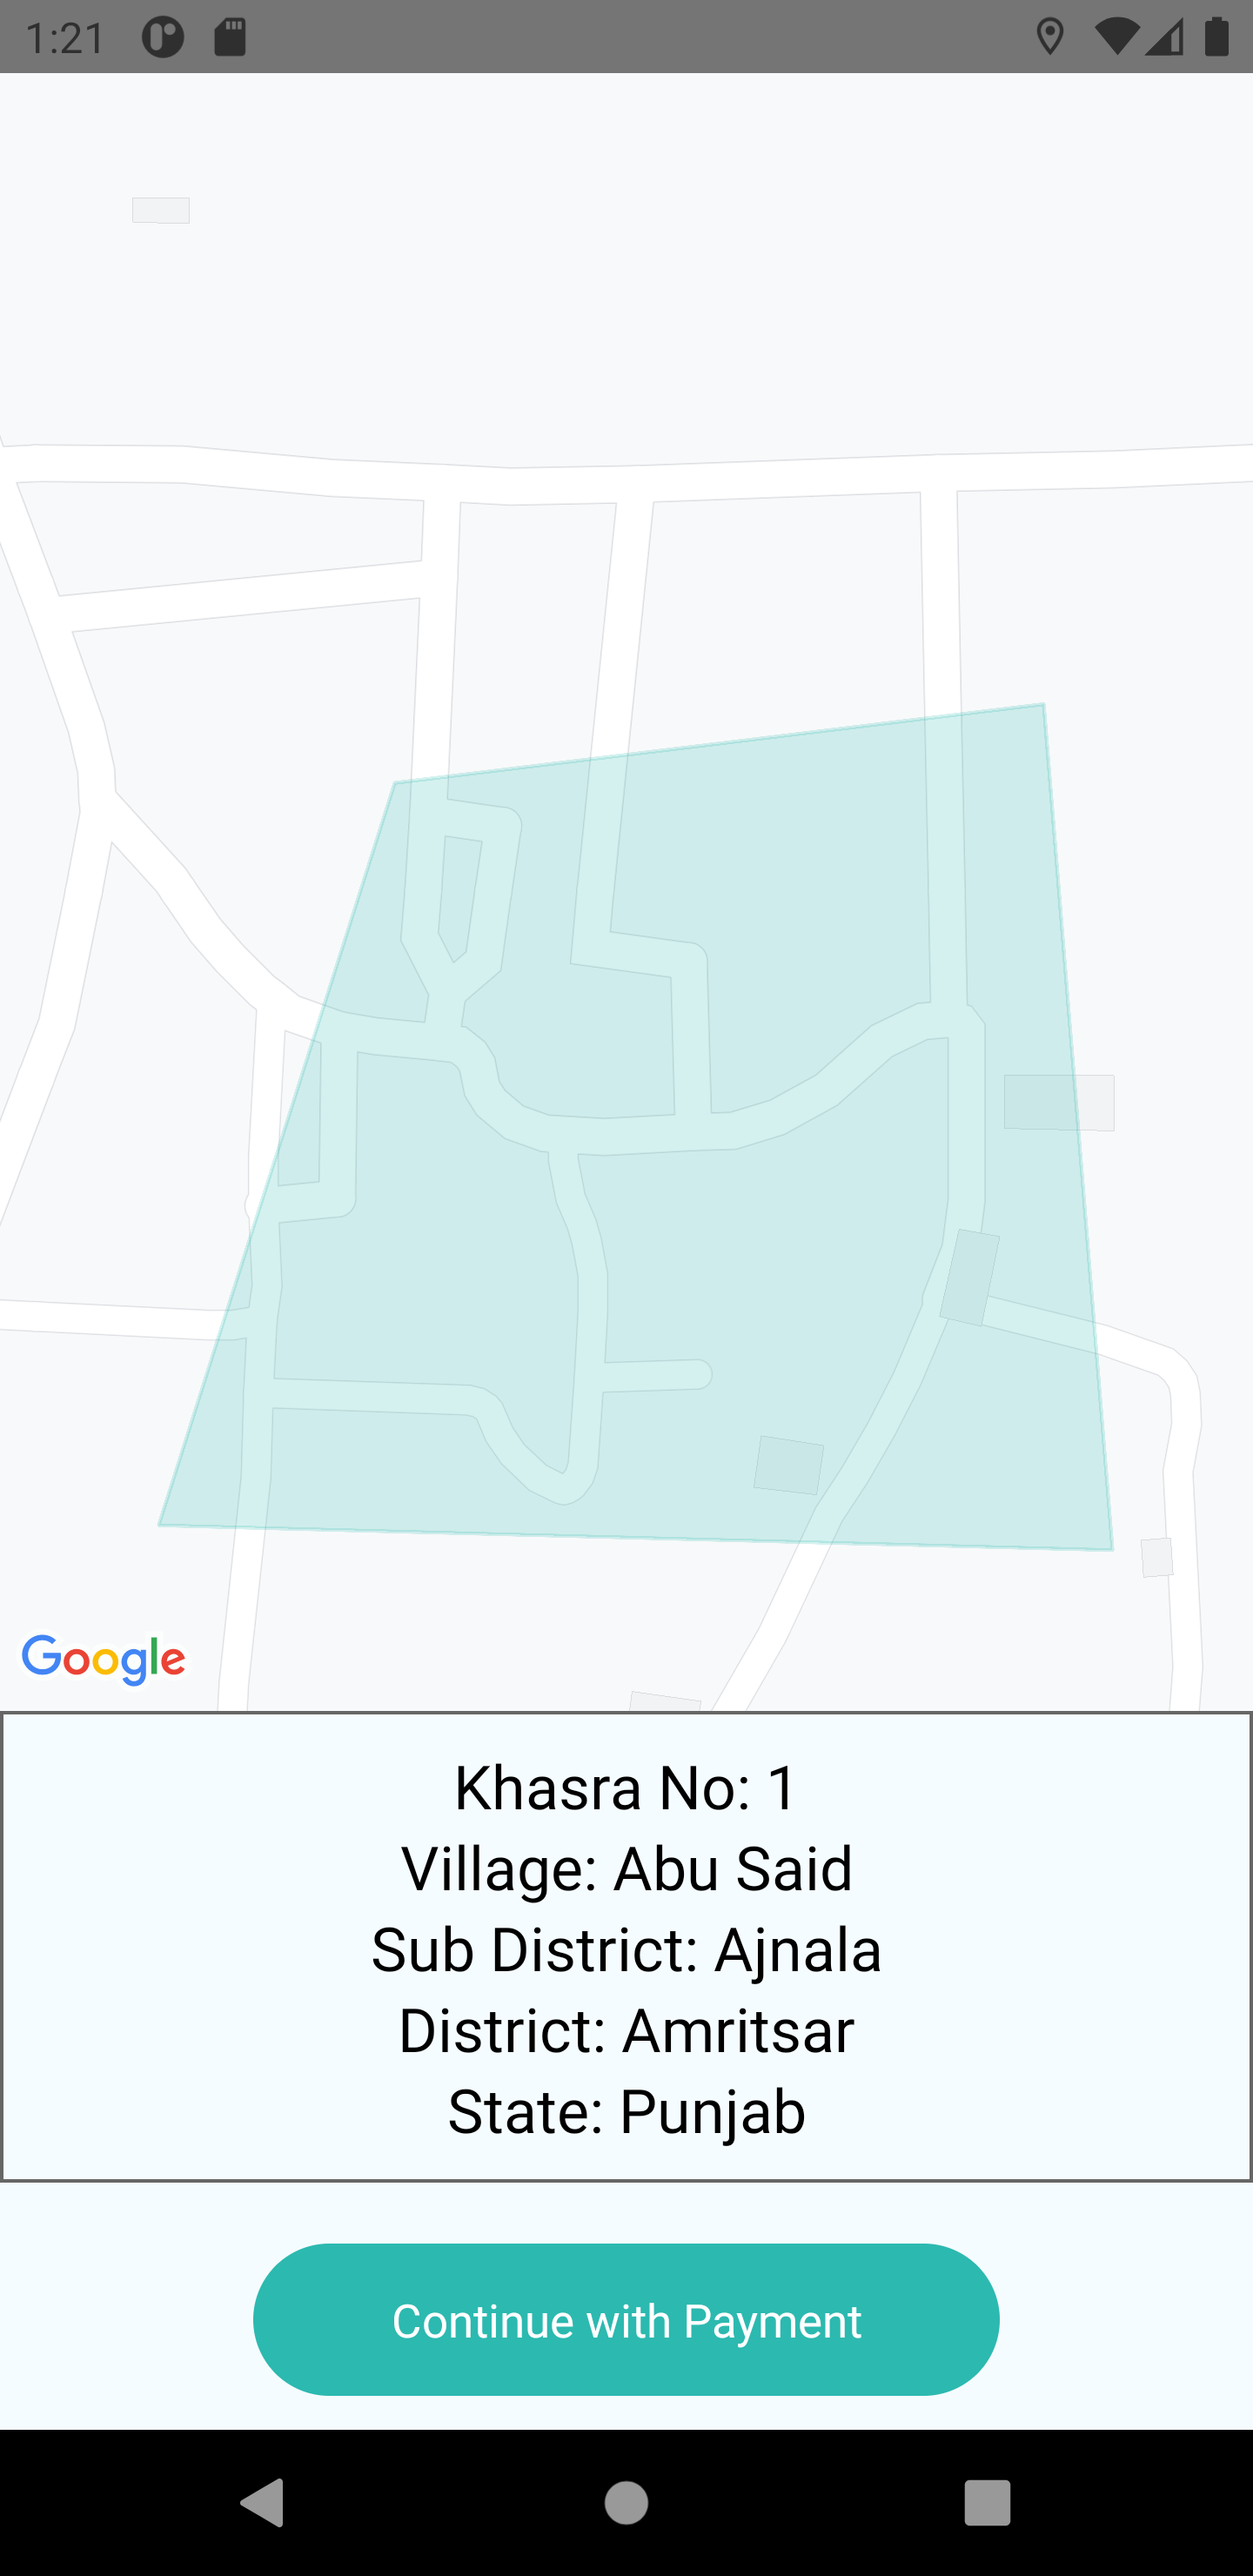 1:21
Google
Khasra No: 1
Village: Abu Said
Sub District: Ajnala
District: Amritsar
State: Punjab
Continue with Payment